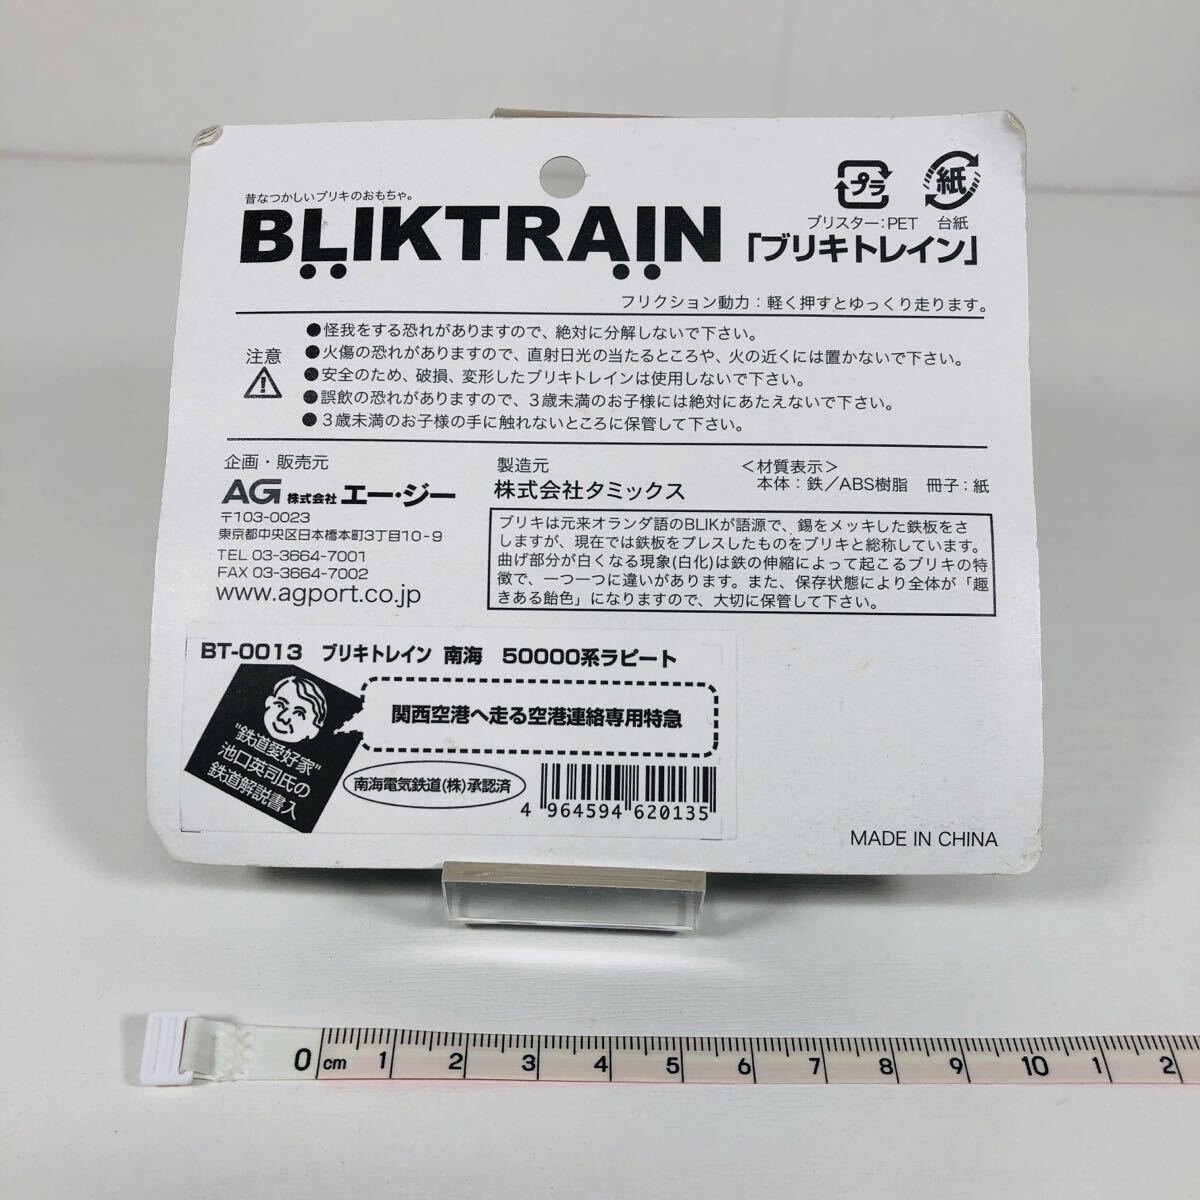 昔なつかしいブリキのおもちゃ。
BLIKTRAIN
「ブリキトレイン」
プラ
紙
ブリスター:PET 台紙
フリクション動力:軽く押すとゆっくり走ります。
注意
●怪我をする恐れがありますので、絶対に分解しないで下さい。
●火傷の恐れがありますので、直射日光の当たるところや、火の近くには置かないで下さい。
●安全のため、破損、変形したブリキトレインは使用しないで下さい。
●誤飲の恐れがありますので、3歳未満のお子様には絶対にあたえないで下さい。
●3歳未満のお子様の手に触れないところに保管して下さい。
企画・販売元
AG 株式会社 エー・ジー
〒103-0023
東京都中央区日本橋本町3丁目10-9
TEL 03-3664-7001
FAX 03-3664-7002
www.agport.co.jp
製造元
株式会社タミックス
<材質表示>
本体:鉄/ABS樹脂 冊子:紙
ブリキは元来オランダ語のBLIKが語源で、錫をメッキした鉄板をさ
しますが、現在では鉄板をプレスしたものをブリキと総称しています。
曲げ部分が白くなる現象(白化)は鉄の伸縮によって起こるブリキの特
徴で、一つ一つに違いがあります。また、保存状態により全体が「趣
きある飴色」になりますので、大切に保管して下さい。
BT-0013 ブリキトレイン 南海 50000系ラピート
関西空港へ走る空港連絡専用特急
"鉄道愛好家"
池口英司氏の
鉄道解説書入
南海電気鉄道(株)承認済
4 964594 620135
MADE IN CHINA
0 cm 1 2 3 4 5 6 7 8 9 10 1 2